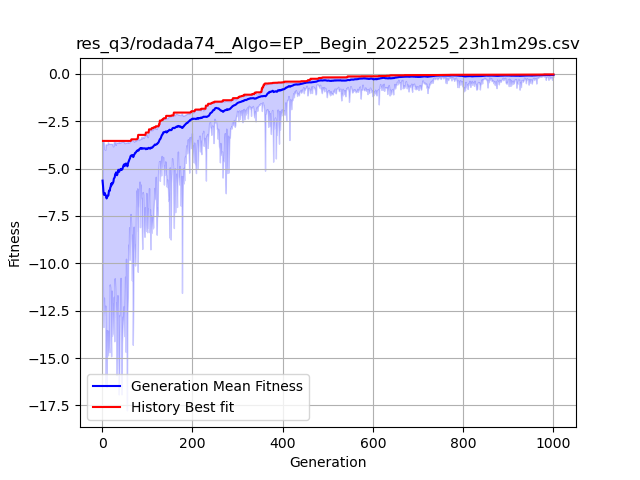 res_q3/rodada74__Algo=EP__Begin_2022525_23h1m29s.csv
0.0
−2.5
−5.0
−7.5
−10.0
−12.5
−15.0
−17.5
Fitness
Generation Mean Fitness
History Best fit
0 200 400 600 800 1000
Generation